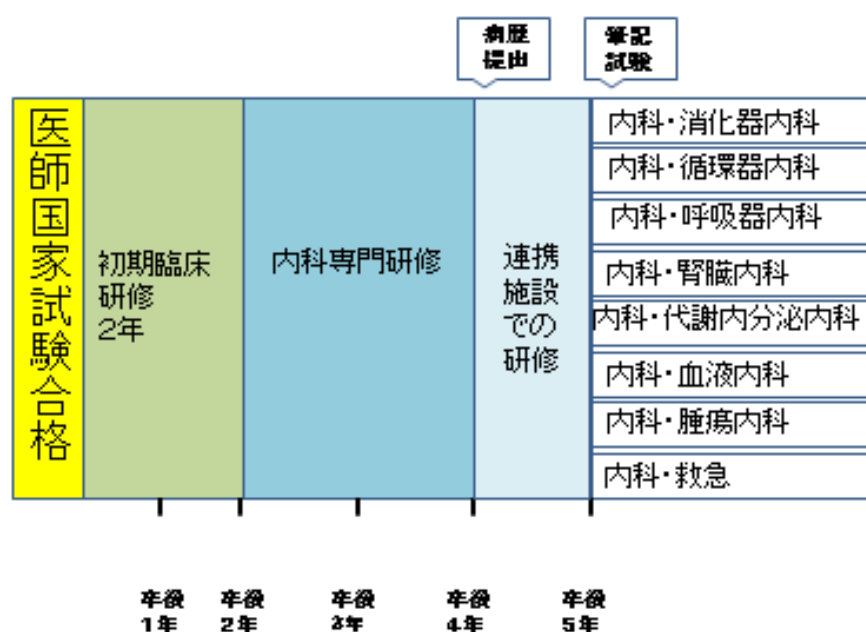 病歴
提出
筆記
試験
医師国家試験合格
初期臨床
研修
2年
内科専門研修
連携
施設
での
研修
内科・消化器内科
内科・循環器内科
内科・呼吸器内科
内科・腎臓内科
内科・代謝内分泌内科
内科・血液内科
内科・腫瘍内科
内科・救急
卒後
1年
卒後
2年
卒後
3年
卒後
4年
卒後
5年